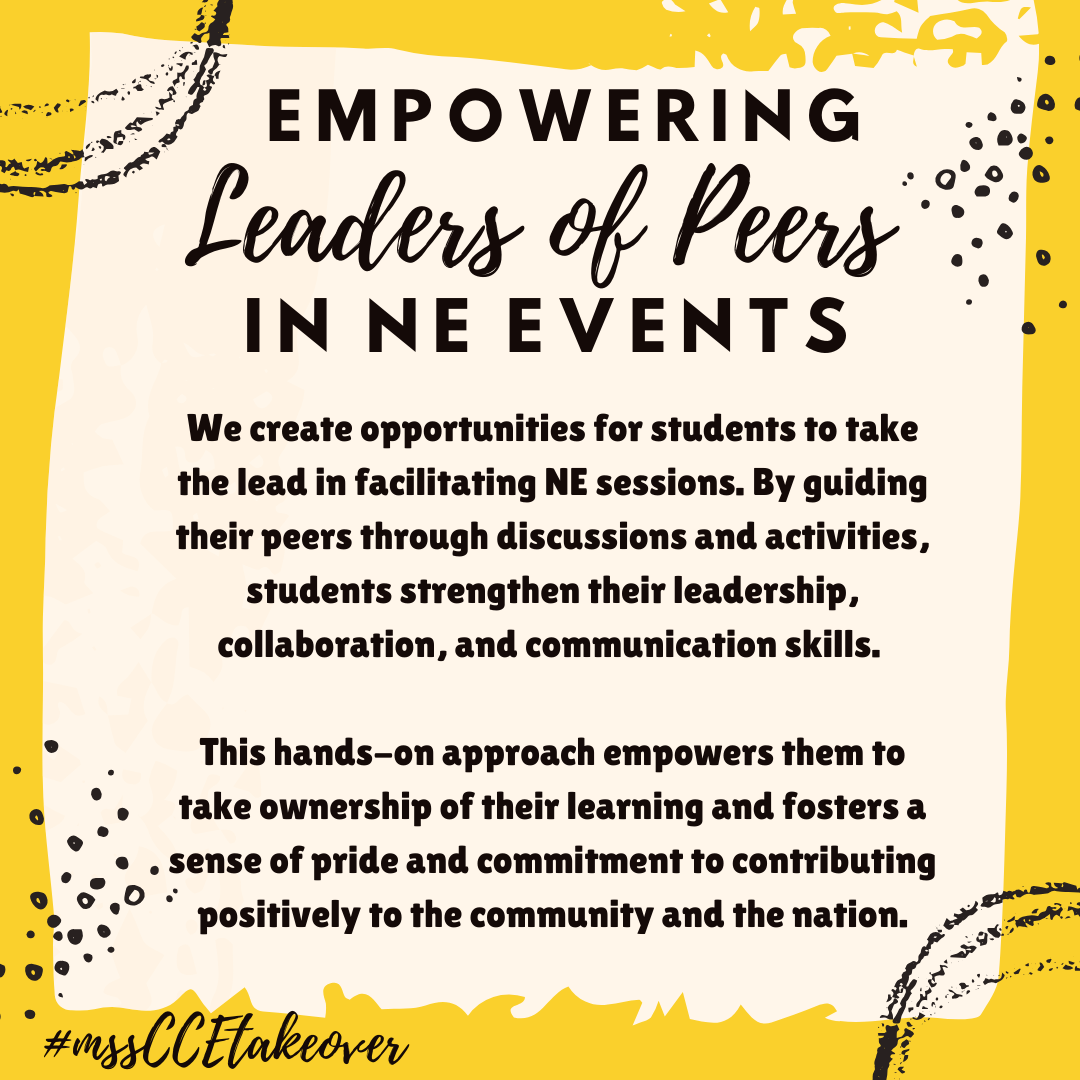 EMPOWERING
Leaders of Peers
IN NE EVENTS
We create opportunities for students to take
the lead in facilitating NE sessions. By guiding
their peers through discussions and activities,
students strengthen their leadership,
collaboration, and communication skills.
This hands-on approach empowers them to
take ownership of their learning and fosters a
sense of pride and commitment to contributing
positively to the community and the nation.
#mssCCEtakeover